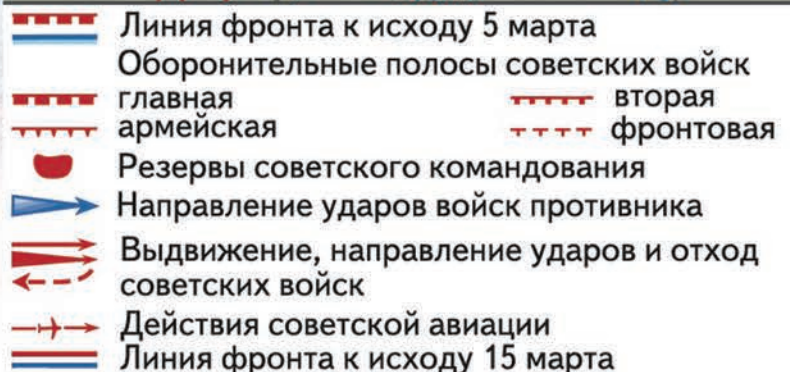 Линия фронта к исходу 5 марта
Оборонительные полосы советских войск
главная вторая
армейская фронтовая
Резервы советского командования
Направление ударов войск противника
Выдвижение, направление ударов и отход
советских войск
Действия советской авиации
Линия фронта к исходу 15 марта